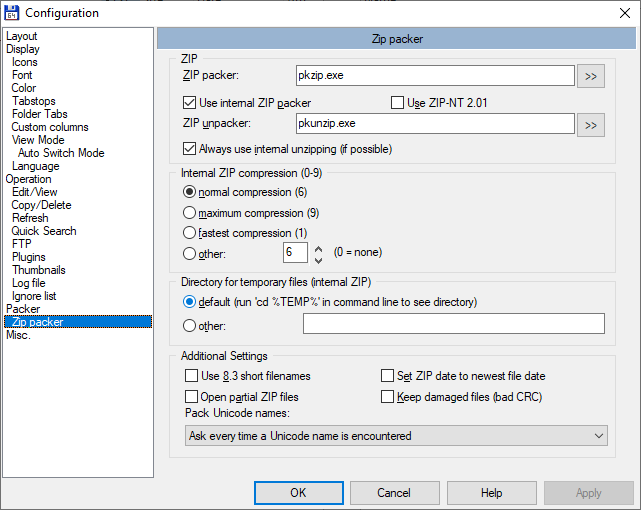 Configuration
Layout
Display
Icons
Font
Color
Tabstops
Folder Tabs
Custom columns
View Mode
Auto Switch Mode
Language
Operation
Edit/View
Copy/Delete
Refresh
Quick Search
FTP
Plugins
Thumbnails
Log file
Ignore list
Packer
Zip packer
Misc.
Zip packer
ZIP
ZIP packer: pkzip.exe >>
Use internal ZIP packer Use ZIP-NT 2.01
ZIP unpacker: pkunzip.exe >>
Always use internal unzipping (if possible)
Internal ZIP compression (0-9)
normal compression (6)
maximum compression (9)
fastest compression (1)
other: 6 (0 = none)
Directory for temporary files (internal ZIP)
default (run 'cd %TEMP%' in command line to see directory)
other:
Additional Settings
Use 8.3 short filenames Set ZIP date to newest file date
Open partial ZIP files Keep damaged files (bad CRC)
Pack Unicode names:
Ask every time a Unicode name is encountered
OK Cancel Help Apply